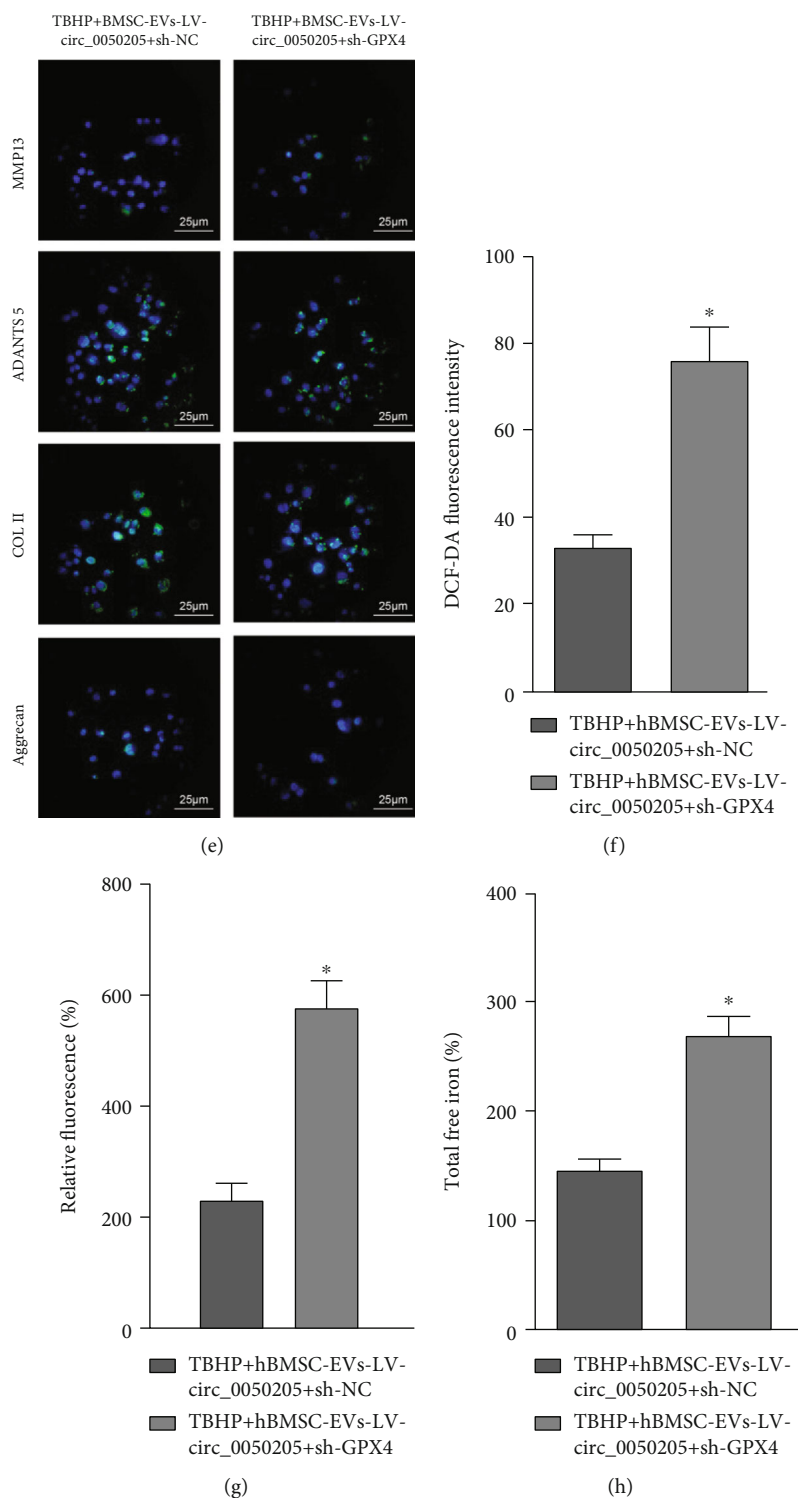 TBHP+BMSC-EVs-LV-
circ_0050205+sh-NC
TBHP+BMSC-EVs-LV-
circ_0050205+sh-GPX4
MMP13
25µm
25µm
ADANTS 5
25µm
25µm
COL II
25µm
25µm
Aggrecan
25µm
25µm
(e)
100
80
60
40
20
0
DCF-DA fluorescence intensity
*
TBHP+hBMSC-EVs-LV-
circ_0050205+sh-NC
TBHP+hBMSC-EVs-LV-
circ_0050205+sh-GPX4
(f)
800
600
400
200
0
Relative fluorescence (%)
*
TBHP+hBMSC-EVs-LV-
circ_0050205+sh-NC
TBHP+hBMSC-EVs-LV-
circ_0050205+sh-GPX4
(g)
400
300
200
100
0
Total free iron (%)
*
TBHP+hBMSC-EVs-LV-
circ_0050205+sh-NC
TBHP+hBMSC-EVs-LV-
circ_0050205+sh-GPX4
(h)